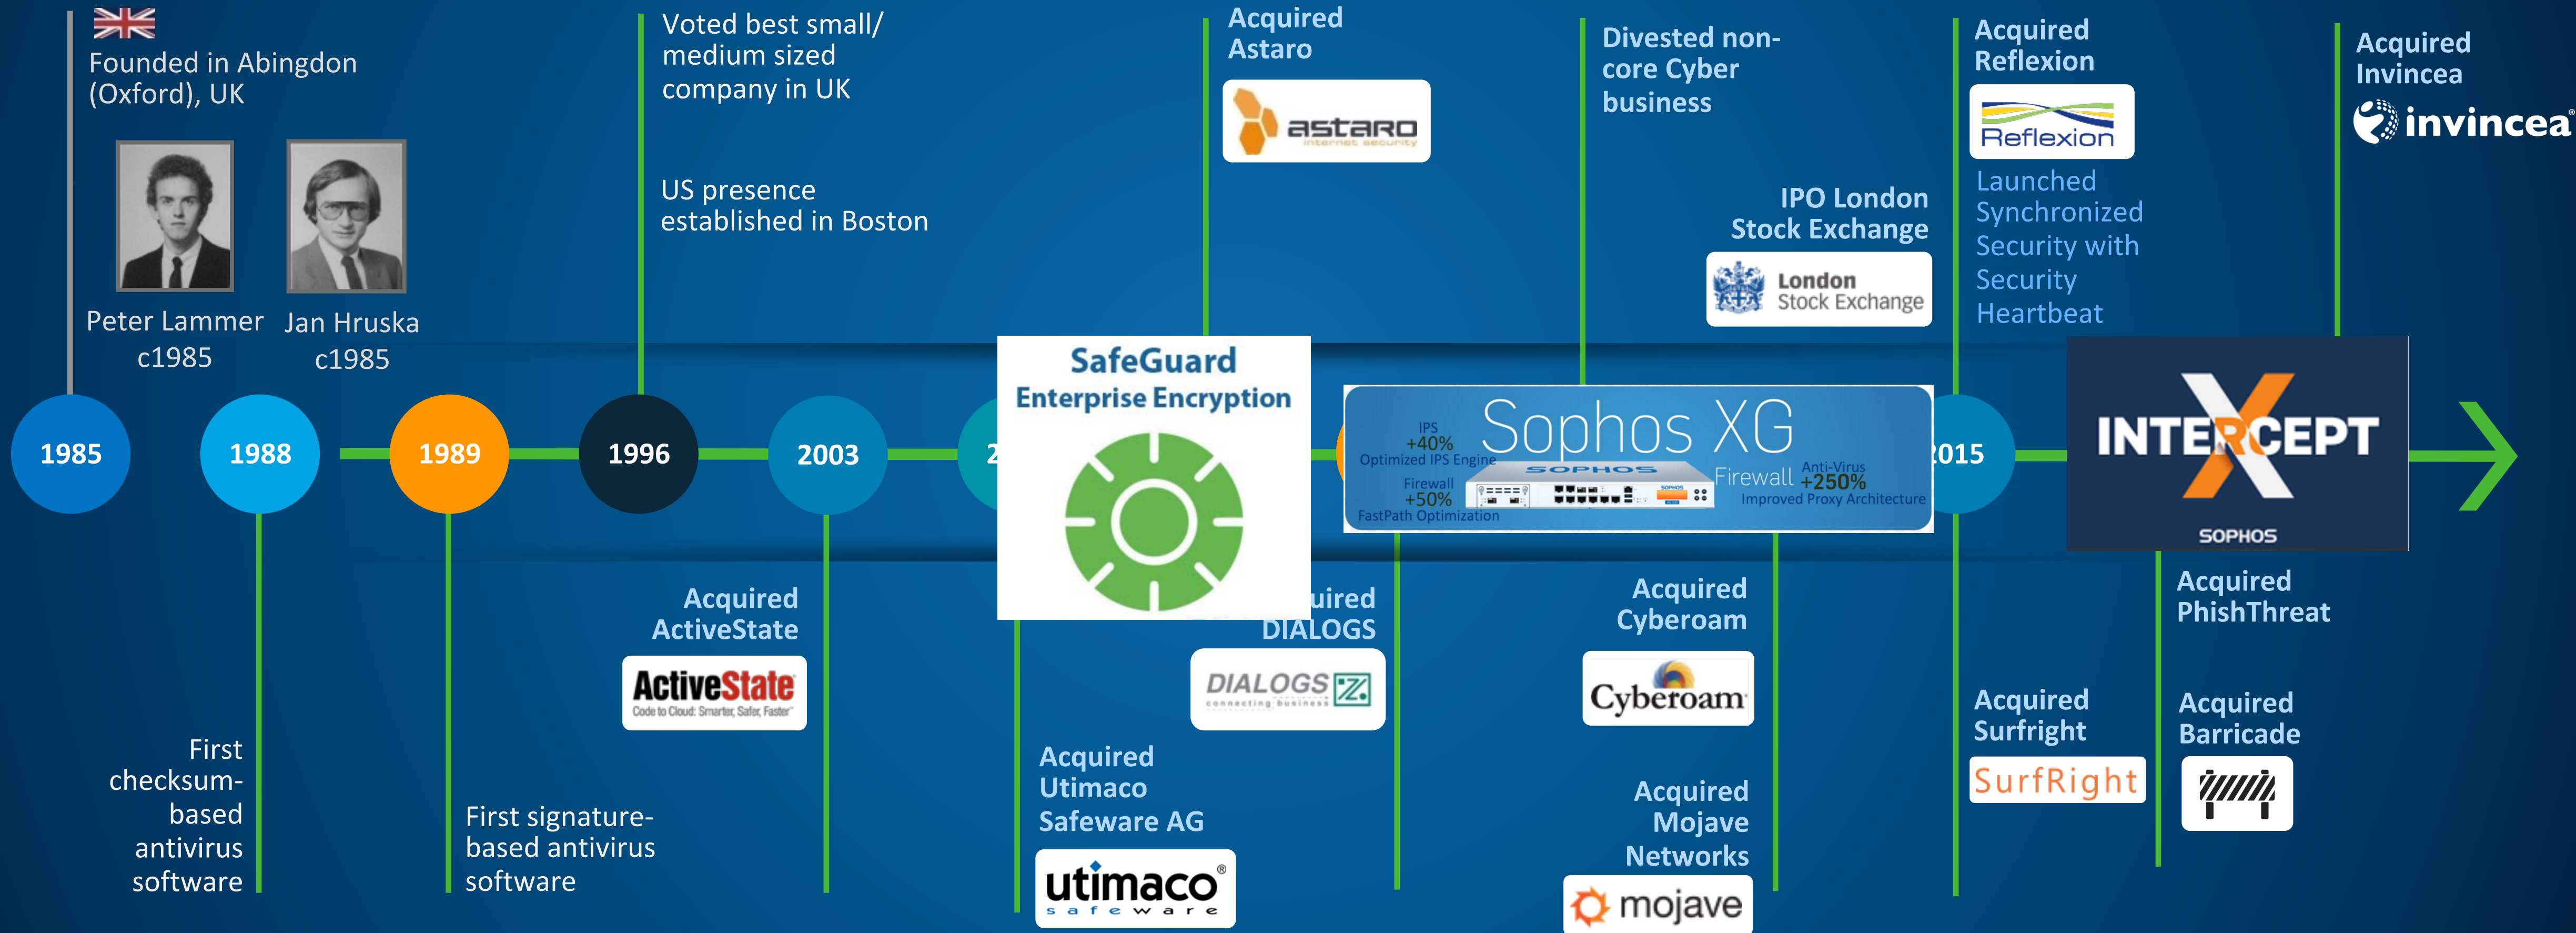 Founded in Abingdon
(Oxford), UK
Peter Lammer
c1985
Jan Hruska
c1985
Voted best small/
medium sized
company in UK
US presence
established in Boston
Acquired
Astaro
astaro
internet security
Divested non-
core Cyber
business
IPO London
Stock Exchange
London
Stock Exchange
Acquired
Reflexion
Reflexion
Launched
Synchronized
Security with
Security
Heartbeat
Acquired
Invincea
invincea®
1985
1988
1989
1996
2003
2
SafeGuard
Enterprise Encryption
Sophos XG
Firewall
IPS
+40%
Optimized IPS Engine
Firewall
+50%
FastPath Optimization
SOPHOS
SOPHOS
Anti-Virus
+250%
Improved Proxy Architecture
2015
INTERCEPT
X
SOPHOS
First
checksum-
based
antivirus
software
First signature-
based antivirus
software
Acquired
ActiveState
ActiveState
Code to Cloud: Smarter, Safer, Faster™
Acquired
Utimaco
Safeware AG
utimaco®
safeware
uired
DIALOGS
DIALOGS
connecting business
Acquired
Cyberoam
Cyberoam
Acquired
Mojave
Networks
mojave
Acquired
Surfright
SurfRight
Acquired
PhishThreat
Acquired
Barricade